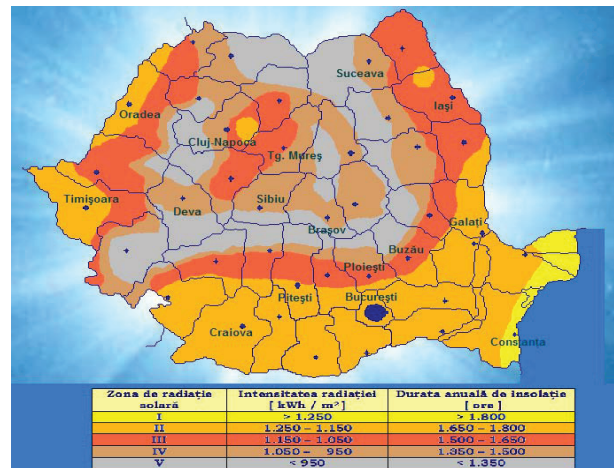 Suceava
Iaşi
Oradea
Cluj-Napoca
Tg. Mureş
Timişoara
Deva
Sibiu
Galaţi
Braşov
Buzău
Ploieşti
Piteşti
Bucureşti
Craiova
Constanţa
Zona de radiaţie solară Intensitatea radiaţiei [ kWh / m² ] Durata anuală de insolaţie [ ore ]
I > 1.250 > 1.800
II 1.250 – 1.150 1.650 – 1.800
III 1.150 – 1.050 1.500 – 1.650
IV 1.050 – 950 1.350 – 1.500
V < 950 < 1.350